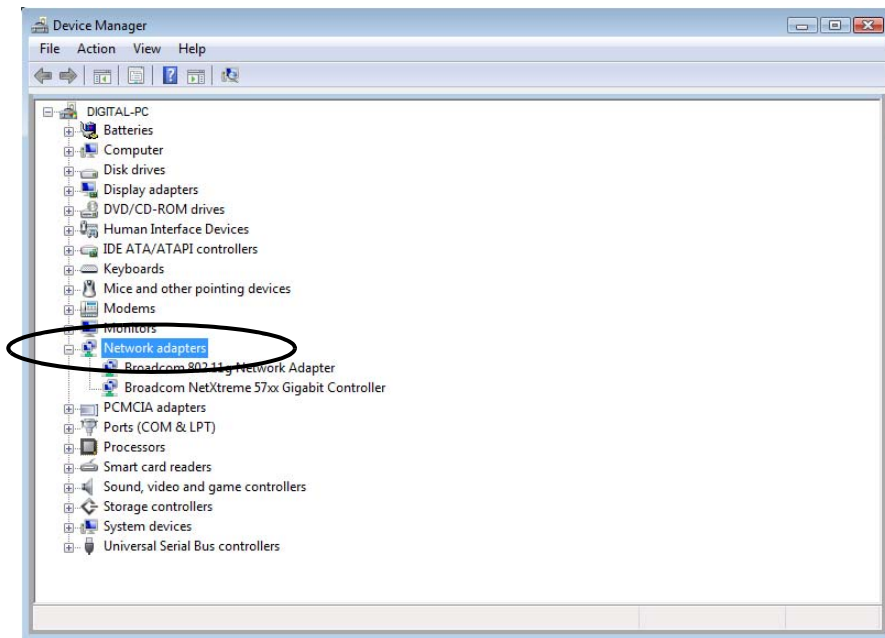 Device Manager
File Action View Help
DIGITAL-PC
Batteries
Computer
Disk drives
Display adapters
DVD/CD-ROM drives
Human Interface Devices
IDE ATA/ATAPI controllers
Keyboards
Mice and other pointing devices
Modems
Monitors
Network adapters
Broadcom 802.11g Network Adapter
Broadcom NetXtreme 57xx Gigabit Controller
PCMCIA adapters
Ports (COM & LPT)
Processors
Smart card readers
Sound, video and game controllers
Storage controllers
System devices
Universal Serial Bus controllers